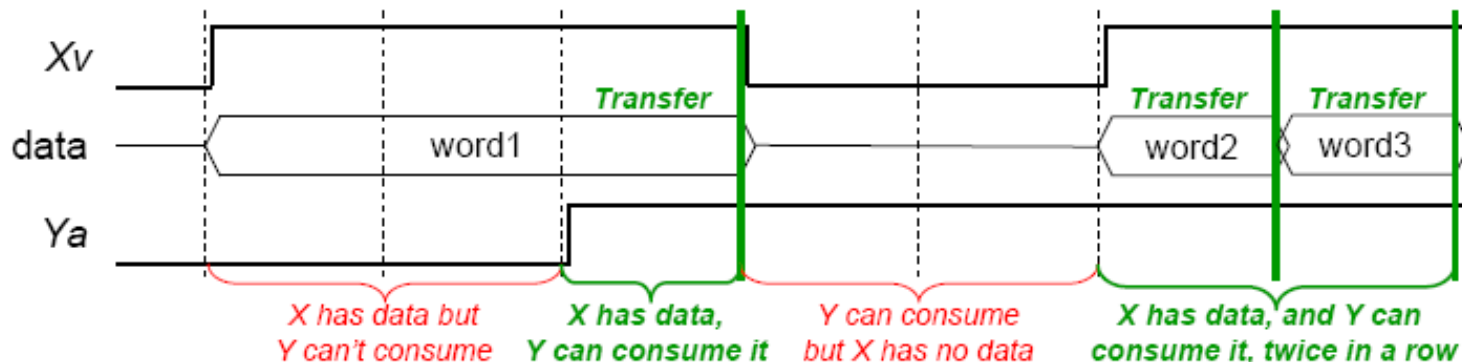 Xv
Transfer Transfer Transfer
data word1 word2 word3
Ya
X has data but
Y can't consume
X has data,
Y can consume it
Y can consume
but X has no data
X has data, and Y can
consume it, twice in a row